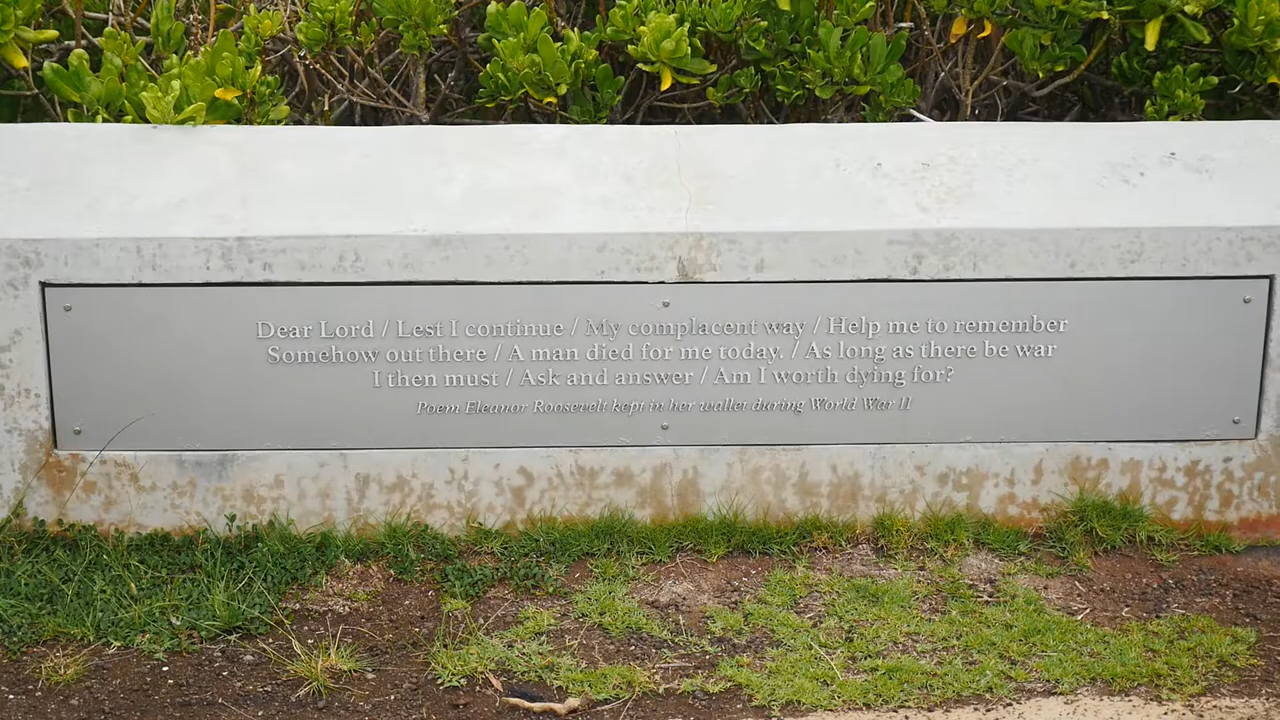 Dear Lord / Lest I continue / My complacent way / Help me to remember
Somehow out there / A man died for me today. / As long as there be war
I then must / Ask and answer / Am I worth dying for?
Poem Eleanor Roosevelt kept in her wallet during World War II